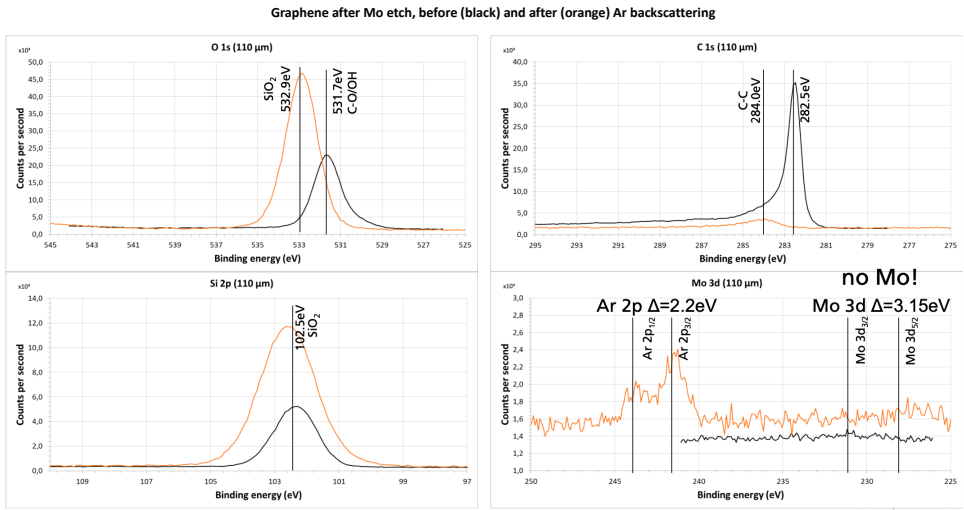 Graphene after Mo etch, before (black) and after (orange) Ar backscattering
O 1s (110 µm)
x10³
50,0
45,0
40,0
35,0
30,0
25,0
20,0
15,0
10,0
5,0
0,0
Counts per second
SiO₂
532.9eV
531.7eV
C-O/OH
545 543 541 539 537 535 533 531 529 527 525
Binding energy (eV)
C 1s (110 µm)
x10³
40,0
35,0
30,0
25,0
20,0
15,0
10,0
5,0
0,0
Counts per second
C-C
284.0eV
282.5eV
295 293 291 289 287 285 283 281 279 277 275
Binding energy (eV)
Si 2p (110 µm)
x10³
14,0
12,0
10,0
8,0
6,0
4,0
2,0
0,0
Counts per second
102.5eV
SiO₂
109 107 105 103 101 99 97
Binding energy (eV)
no Mo!
Mo 3d (110 µm)
x10³
Ar 2p Δ=2.2eV
Mo 3d Δ=3.15eV
3,0
2,8
2,6
2,4
2,2
2,0
1,8
1,6
1,4
1,2
1,0
Counts per second
Ar 2p₁/₂
Ar 2p₃/₂
Mo 3d₃/₂
Mo 3d₅/₂
250 245 240 235 230 225
Binding energy (eV)